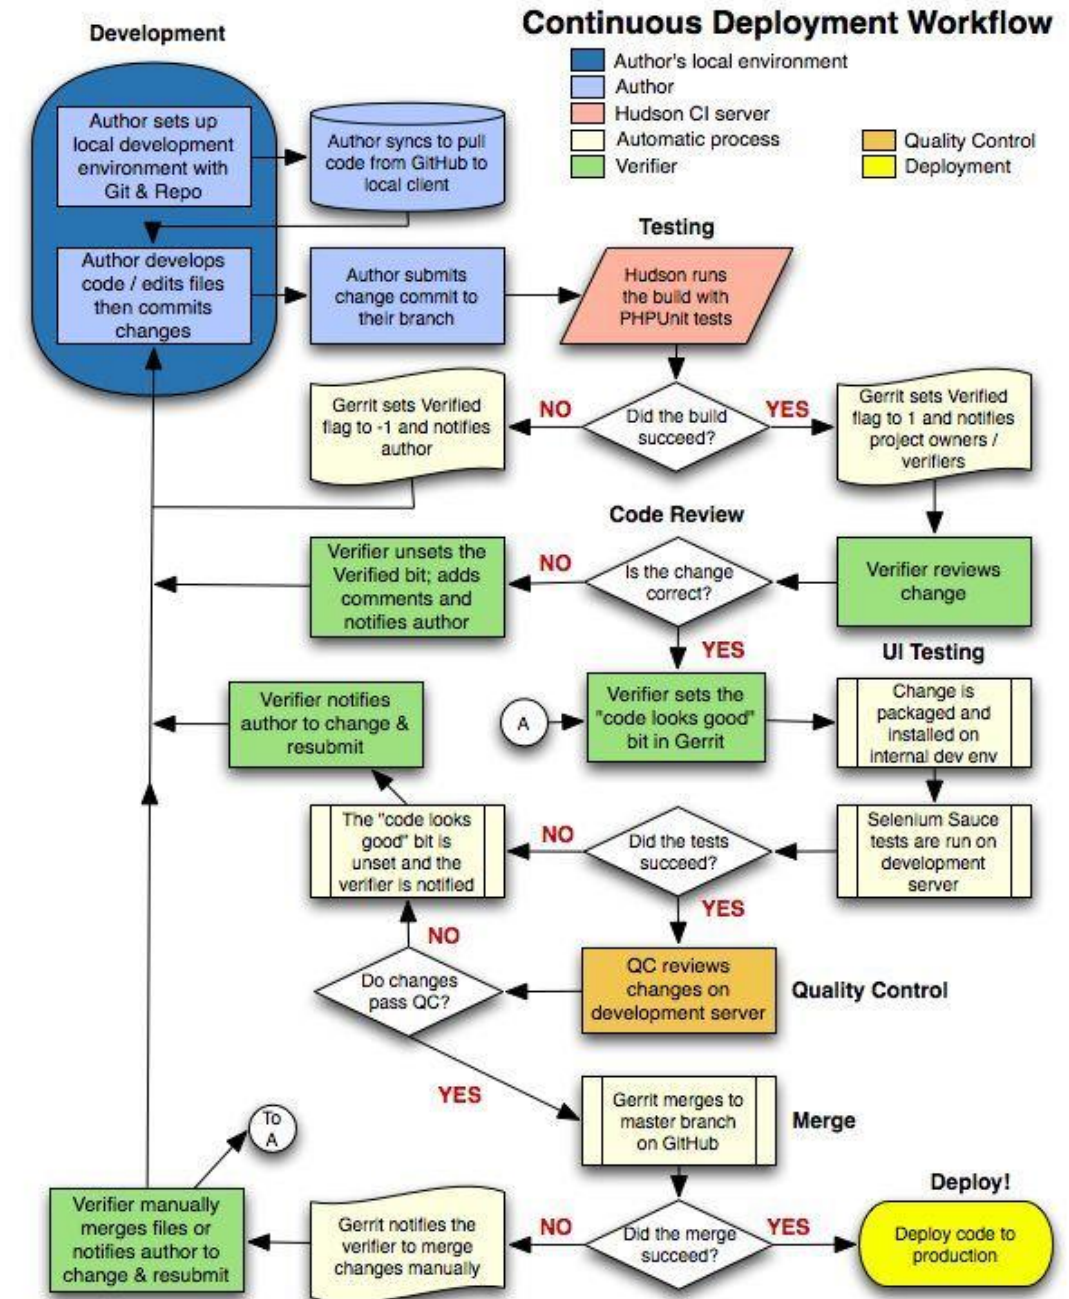 Continuous Deployment Workflow
Development
Author's local environment
Author
Hudson CI server
Automatic process
Verifier
Quality Control
Deployment
Author sets up
local development
environment with
Git & Repo
Author syncs to pull
code from GitHub to
local client
Testing
Author develops
code / edits files
then commits
changes
Author submits
change commit to
their branch
Hudson runs
the build with
PHPUnit tests
Gerrit sets Verified
flag to -1 and notifies
author
NO
Did the build
succeed?
YES
Gerrit sets Verified
flag to 1 and notifies
project owners /
verifiers
Code Review
Verifier unsets the
Verified bit; adds
comments and
notifies author
NO
Is the change
correct?
Verifier reviews
change
YES
UI Testing
Verifier notifies
author to change &
resubmit
A
Verifier sets the
"code looks good"
bit in Gerrit
Change is
packaged and
installed on
internal dev env
The "code looks
good" bit is
unset and the
verifier is notified
NO
Did the tests
succeed?
Selenium Sauce
tests are run on
development
server
YES
NO
Do changes
pass QC?
QC reviews
changes on
development server
Quality Control
YES
Gerrit merges to
master branch
on GitHub
Merge
To
A
Deploy!
Verifier manually
merges files or
notifies author to
change & resubmit
Gerrit notifies the
verifier to merge
changes manually
NO
Did the merge
succeed?
YES
Deploy code to
production